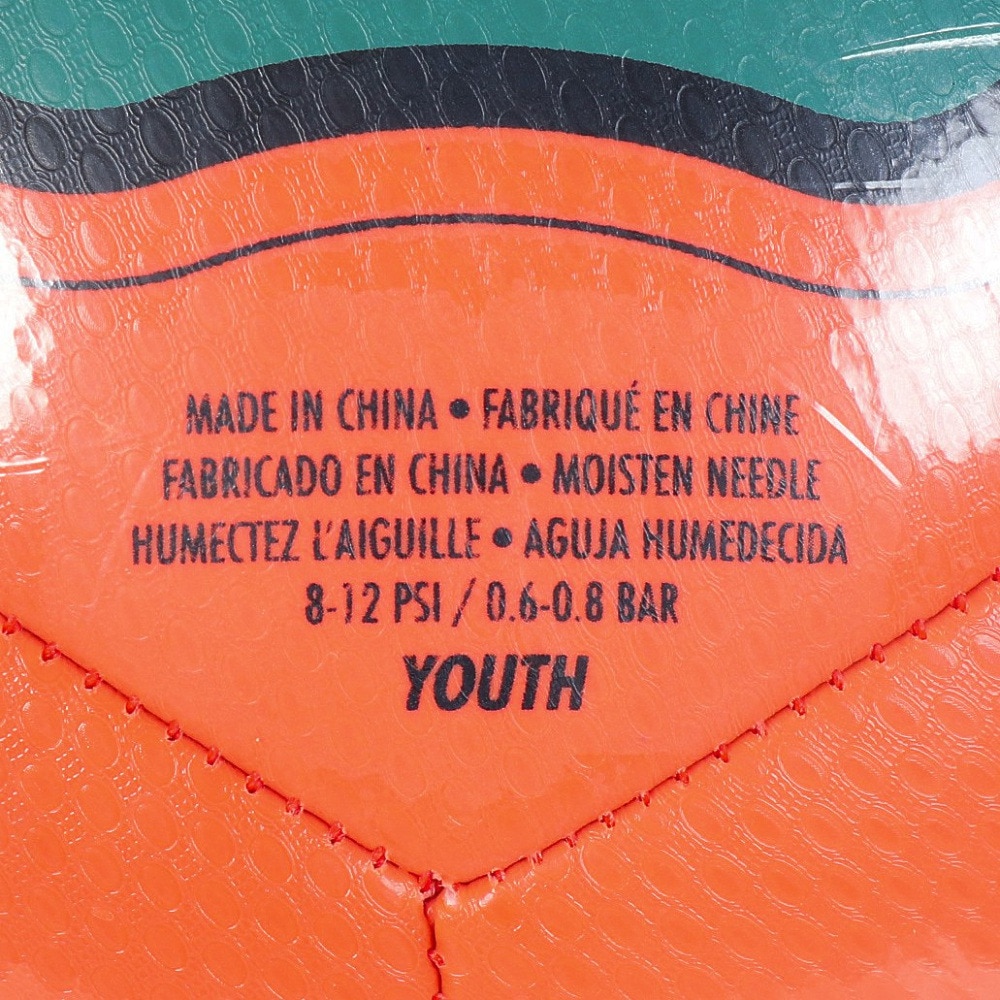 MADE IN CHINA • FABRIQUÉ EN CHINE
FABRICADO EN CHINA • MOISTEN NEEDLE
HUMECTEZ L'AIGUILLE • AGUJA HUMEDECIDA
8-12 PSI / 0.6-0.8 BAR
YOUTH